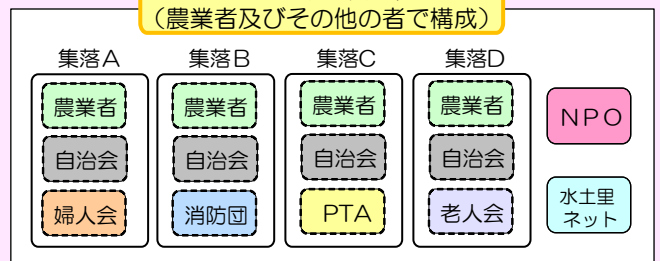 （農業者及びその他の者で構成）
集落Ａ
集落Ｂ
集落Ｃ
集落Ｄ
農業者
農業者
農業者
農業者
ＮＰＯ
自治会
自治会
自治会
自治会
婦人会
消防団
PTA
老人会
水土里
ネット